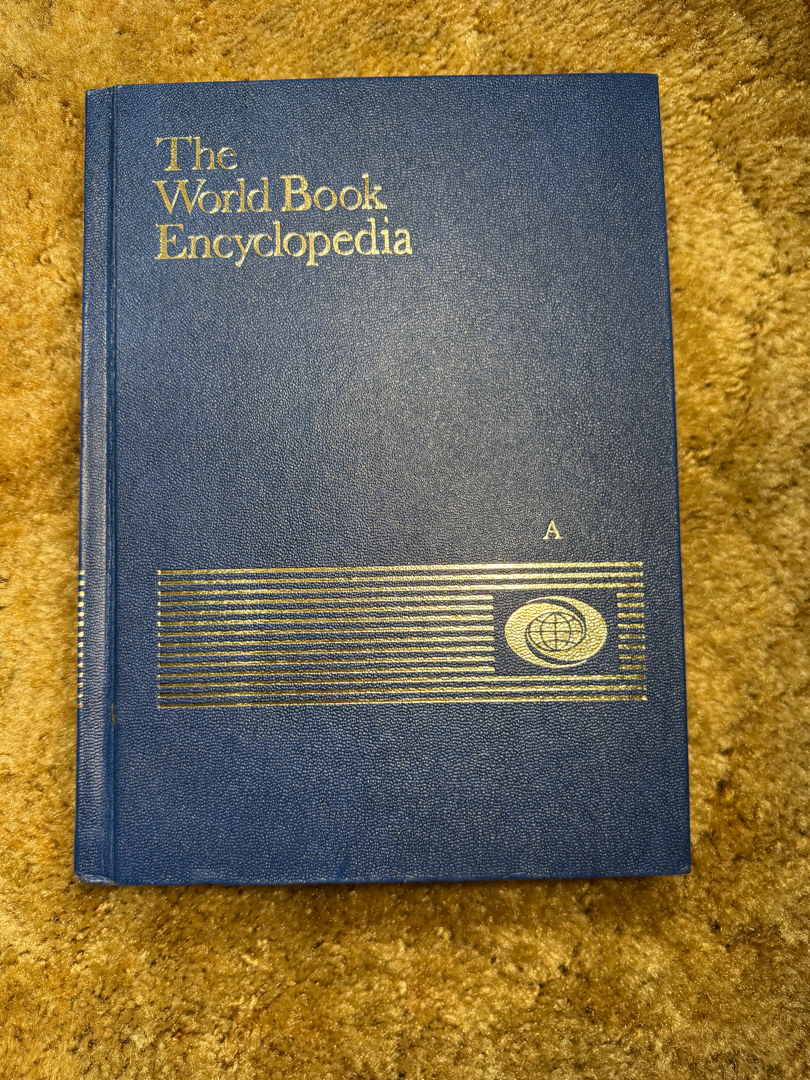 The
World Book
Encyclopedia
A